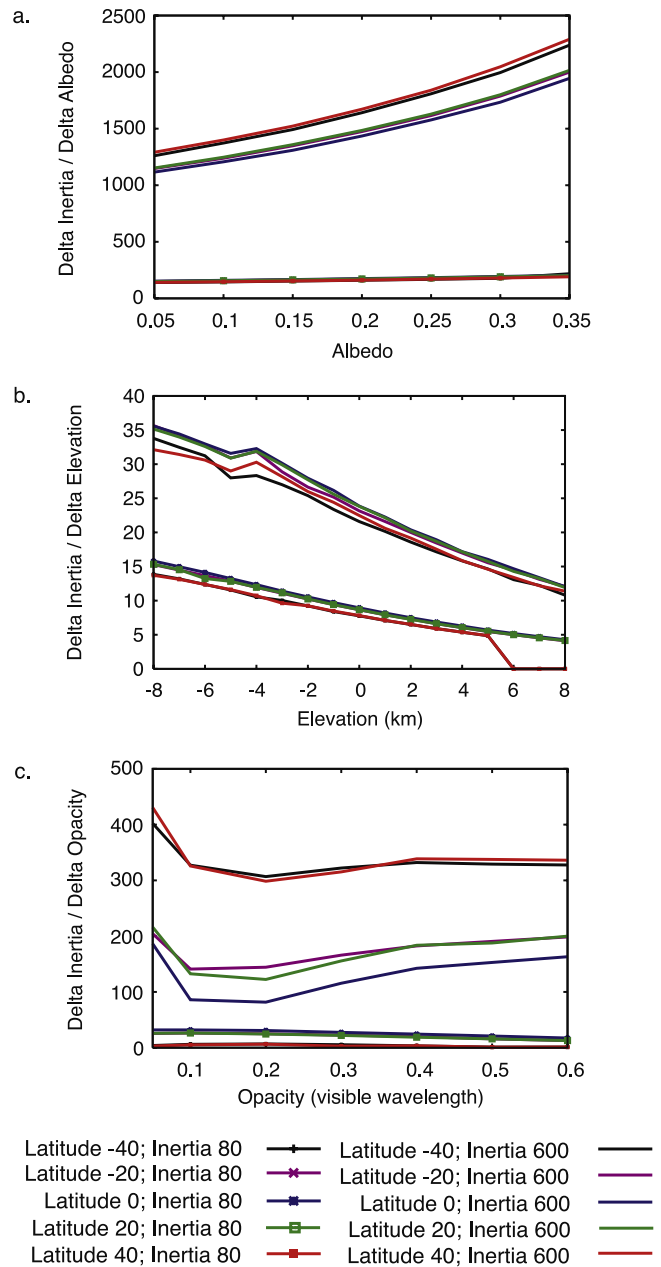 a.
2500
2000
1500
1000
500
0
Delta Inertia / Delta Albedo
0.05 0.1 0.15 0.2 0.25 0.3 0.35
Albedo
b.
40
35
30
25
20
15
10
5
0
Delta Inertia / Delta Elevation
-8 -6 -4 -2 0 2 4 6 8
Elevation (km)
c.
500
400
300
200
100
0
Delta Inertia / Delta Opacity
0.1 0.2 0.3 0.4 0.5 0.6
Opacity (visible wavelength)
Latitude -40; Inertia 80 Latitude -40; Inertia 600
Latitude -20; Inertia 80 Latitude -20; Inertia 600
Latitude 0; Inertia 80 Latitude 0; Inertia 600
Latitude 20; Inertia 80 Latitude 20; Inertia 600
Latitude 40; Inertia 80 Latitude 40; Inertia 600